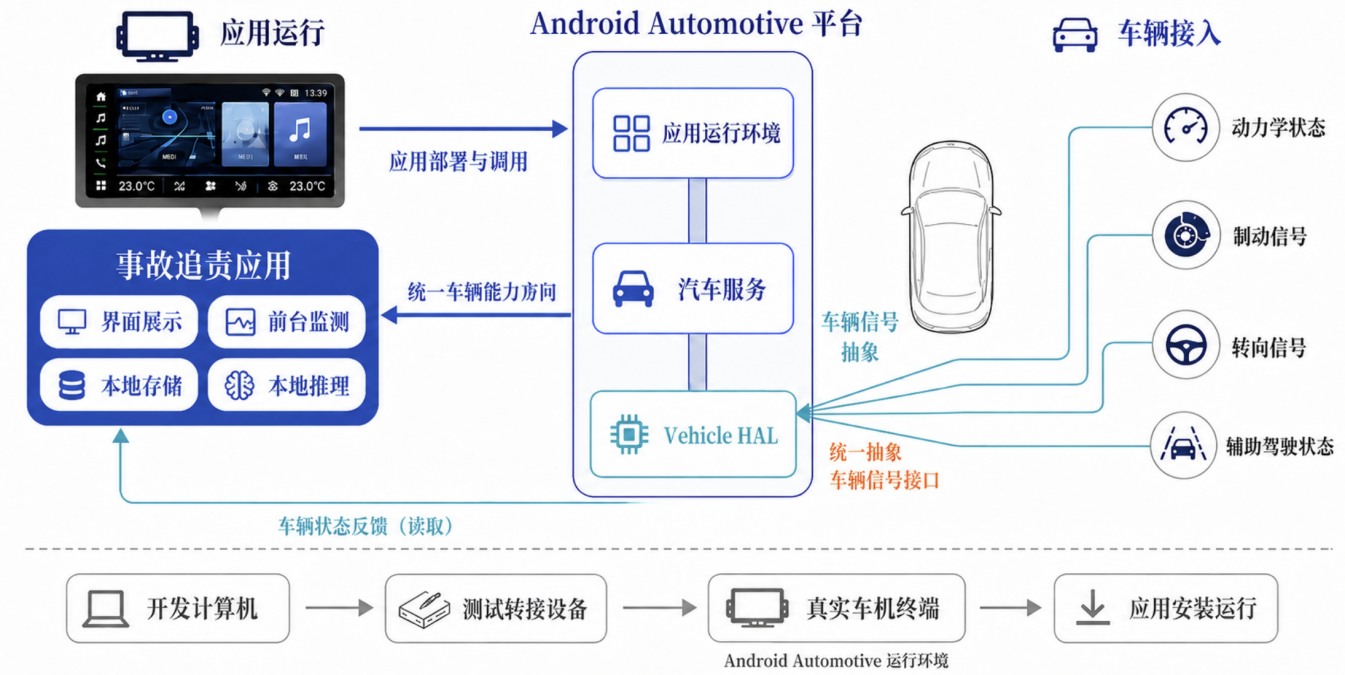 应用运行
Android Automotive 平台
车辆接入
13.39
MEDI
23.0°C
23.0°C
应用部署与调用
应用运行环境
动力学状态
制动信号
事故追责应用
界面展示
前台监测
本地存储
本地推理
统一车辆能力方向
汽车服务
车辆信号
抽象
转向信号
Vehicle HAL
统一抽象
车辆信号接口
辅助驾驶状态
车辆状态反馈（读取）
开发计算机
测试转接设备
真实车机终端
应用安装运行
Android Automotive 运行环境